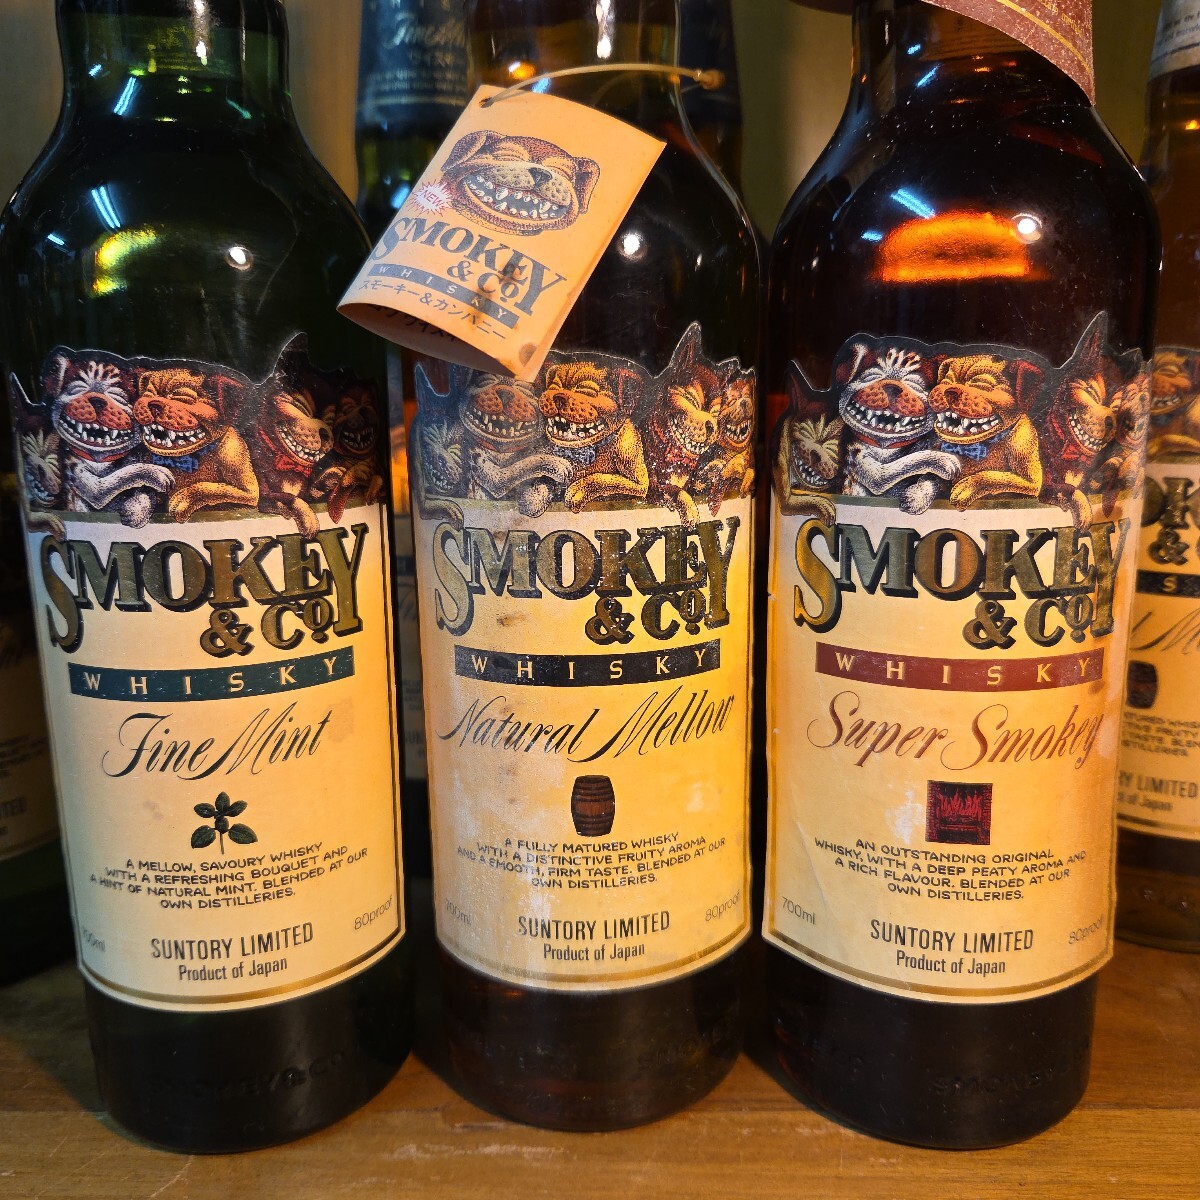 NEW
SMOKEY
& Co
WHISKY
スモーキー&カンパニー
SMOKEY
& Co
WHISKY
Fine Mint
A MELLOW, SAVOURY WHISKY
WITH A REFRESHING BOUQUET AND
A HINT OF NATURAL MINT. BLENDED AT OUR
OWN DISTILLERIES.
700ml
80proof
SUNTORY LIMITED
Product of Japan
SMOKEY
& Co
WHISKY
Natural Mellow
A FULLY MATURED WHISKY
WITH A DISTINCTIVE FRUITY AROMA
AND A SMOOTH, FIRM TASTE. BLENDED AT OUR
OWN DISTILLERIES.
700ml
80proof
SUNTORY LIMITED
Product of Japan
SMOKEY
& Co
WHISKY
Super Smokey
AN OUTSTANDING ORIGINAL
WHISKY, WITH A DEEP PEATY AROMA AND
A RICH FLAVOUR. BLENDED AT OUR
OWN DISTILLERIES.
700ml
80proof
SUNTORY LIMITED
Product of Japan
LIMITED
of Japan